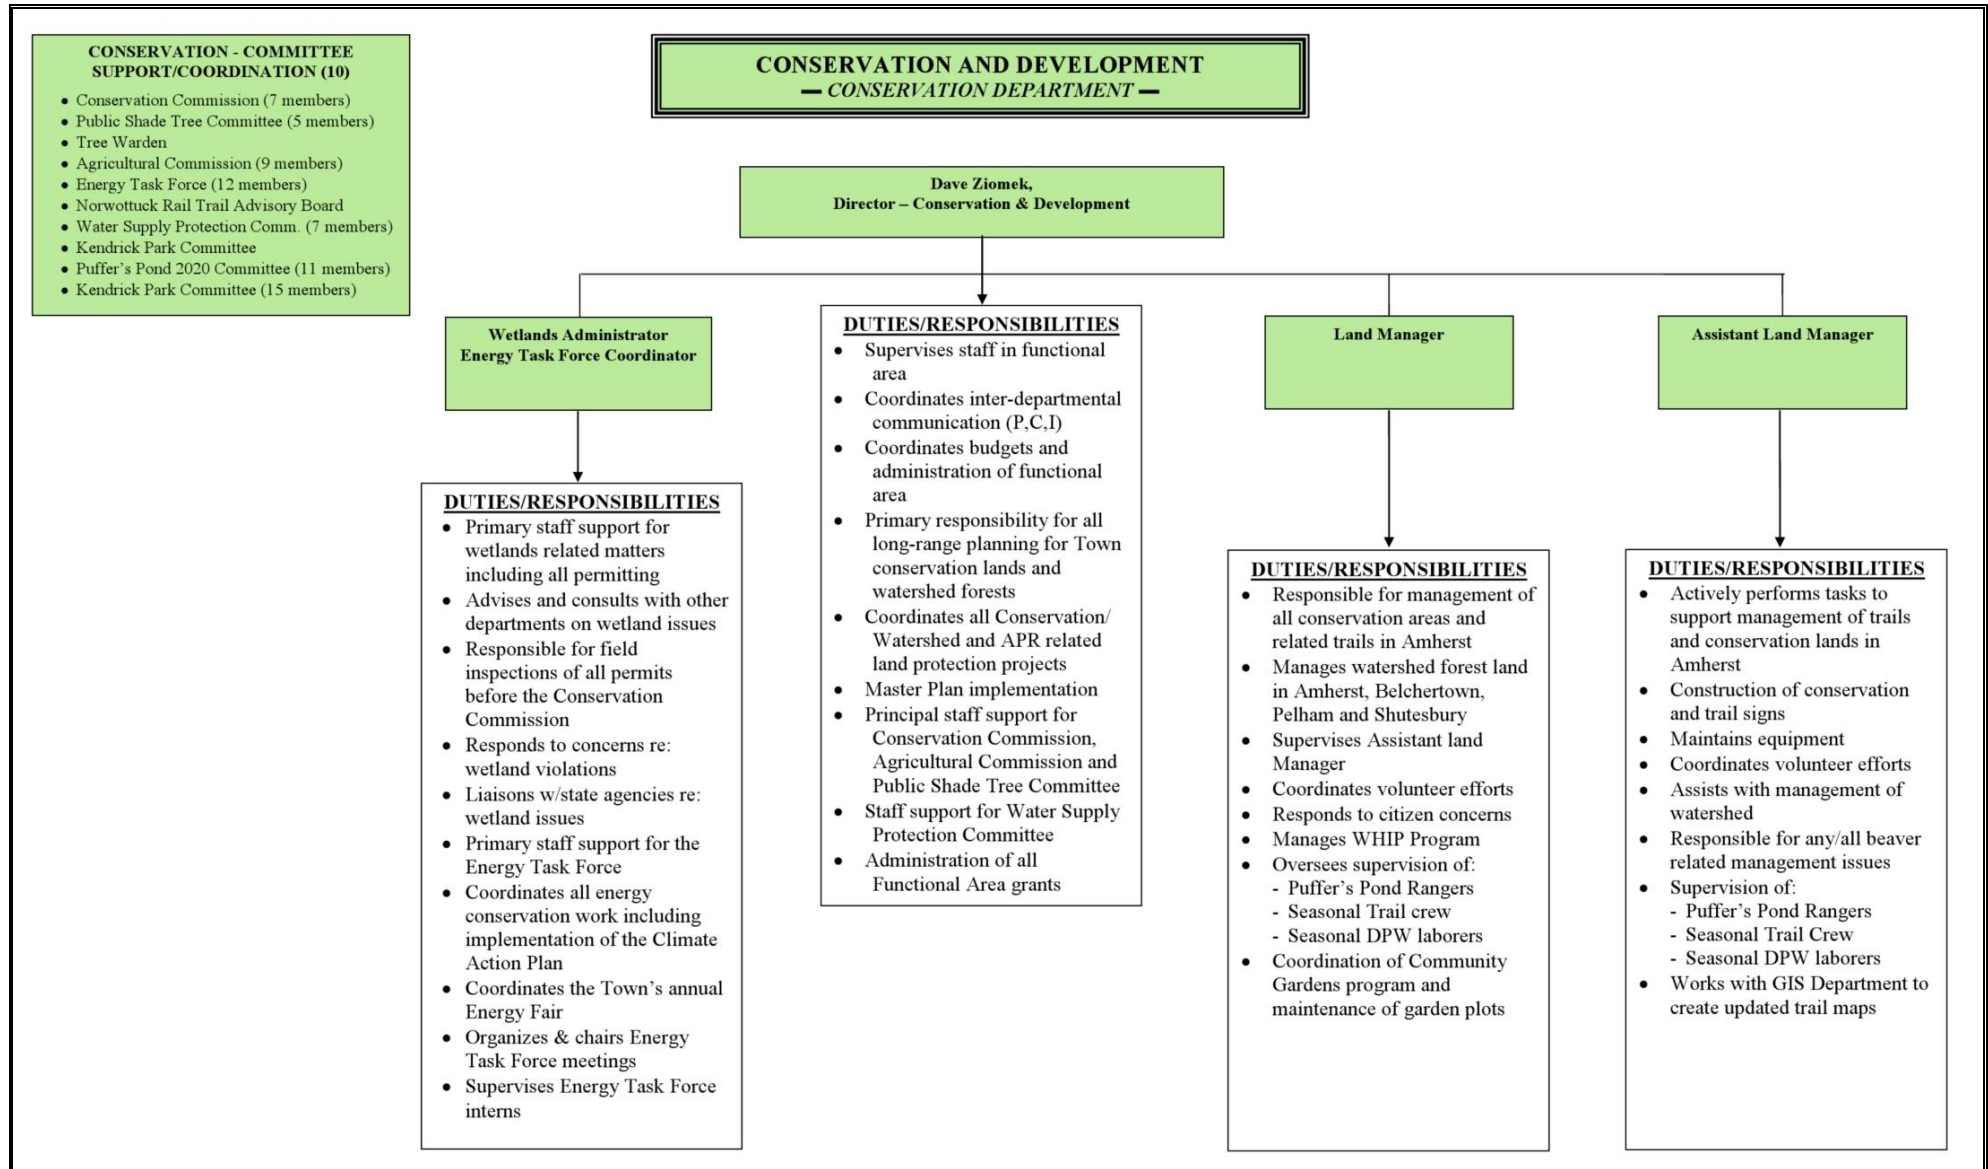 CONSERVATION - COMMITTEE
SUPPORT/COORDINATION (10)
• Conservation Commission (7 members)
• Public Shade Tree Committee (5 members)
• Tree Warden
• Agricultural Commission (9 members)
• Energy Task Force (12 members)
• Norwottuck Rail Trail Advisory Board
• Water Supply Protection Comm. (7 members)
• Kendrick Park Committee
• Puffer's Pond 2020 Committee (11 members)
• Kendrick Park Committee (15 members)
CONSERVATION AND DEVELOPMENT
— CONSERVATION DEPARTMENT —
Dave Ziomek,
Director – Conservation & Development
Wetlands Administrator
Energy Task Force Coordinator
DUTIES/RESPONSIBILITIES
• Primary staff support for
wetlands related matters
including all permitting
• Advises and consults with other
departments on wetland issues
• Responsible for field
inspections of all permits
before the Conservation
Commission
• Responds to concerns re:
wetland violations
• Liaisons w/state agencies re:
wetland issues
• Primary staff support for the
Energy Task Force
• Coordinates all energy
conservation work including
implementation of the Climate
Action Plan
• Coordinates the Town's annual
Energy Fair
• Organizes & chairs Energy
Task Force meetings
• Supervises Energy Task Force
interns
DUTIES/RESPONSIBILITIES
• Supervises staff in functional
area
• Coordinates inter-departmental
communication (P,C,I)
• Coordinates budgets and
administration of functional
area
• Primary responsibility for all
long-range planning for Town
conservation lands and
watershed forests
• Coordinates all Conservation/
Watershed and APR related
land protection projects
• Master Plan implementation
• Principal staff support for
Conservation Commission,
Agricultural Commission and
Public Shade Tree Committee
• Staff support for Water Supply
Protection Committee
• Administration of all
Functional Area grants
Land Manager
DUTIES/RESPONSIBILITIES
• Responsible for management of
all conservation areas and
related trails in Amherst
• Manages watershed forest land
in Amherst, Belchertown,
Pelham and Shutesbury
• Supervises Assistant land
Manager
• Coordinates volunteer efforts
• Responds to citizen concerns
• Manages WHIP Program
• Oversees supervision of:
- Puffer's Pond Rangers
- Seasonal Trail crew
- Seasonal DPW laborers
• Coordination of Community
Gardens program and
maintenance of garden plots
Assistant Land Manager
DUTIES/RESPONSIBILITIES
• Actively performs tasks to
support management of trails
and conservation lands in
Amherst
• Construction of conservation
and trail signs
• Maintains equipment
• Coordinates volunteer efforts
• Assists with management of
watershed
• Responsible for any/all beaver
related management issues
• Supervision of:
- Puffer's Pond Rangers
- Seasonal Trail Crew
- Seasonal DPW laborers
• Works with GIS Department to
create updated trail maps